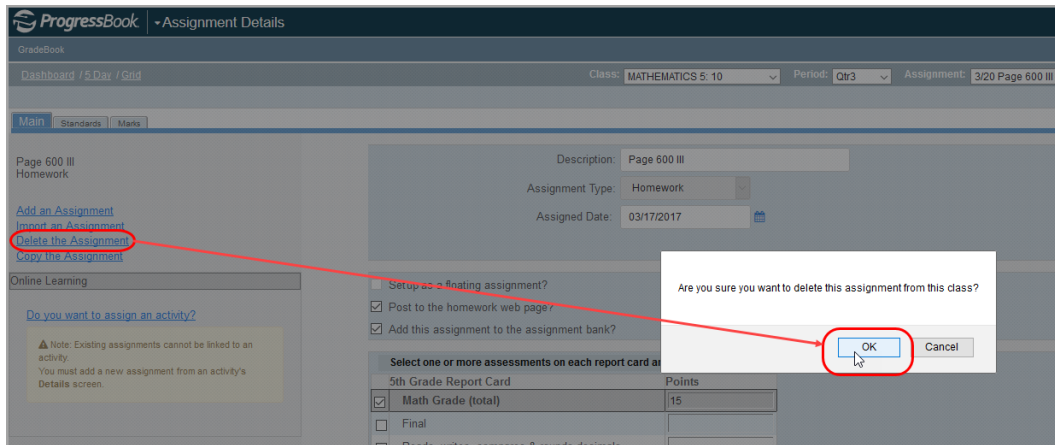 ProgressBook Assignment Details
GradeBook
Dashboard / 5 Day / Grid Class: MATHEMATICS 5: 10 Period: Qtr3 Assignment: 3/20 Page 600 III
Main Standards Marks
Page 600 III
Homework
Add an Assignment
Import an Assignment
Delete the Assignment
Copy the Assignment
Online Learning
Do you want to assign an activity?
Note: Existing assignments cannot be linked to an
activity.
You must add a new assignment from an activity's
Details screen.
Description: Page 600 III
Assignment Type: Homework
Assigned Date: 03/17/2017
Setup as a floating assignment?
Post to the homework web page?
Add this assignment to the assignment bank?
Are you sure you want to delete this assignment from this class?
OK Cancel
Select one or more assessments on each report card
5th Grade Report Card Points
Math Grade (total) 15
Final